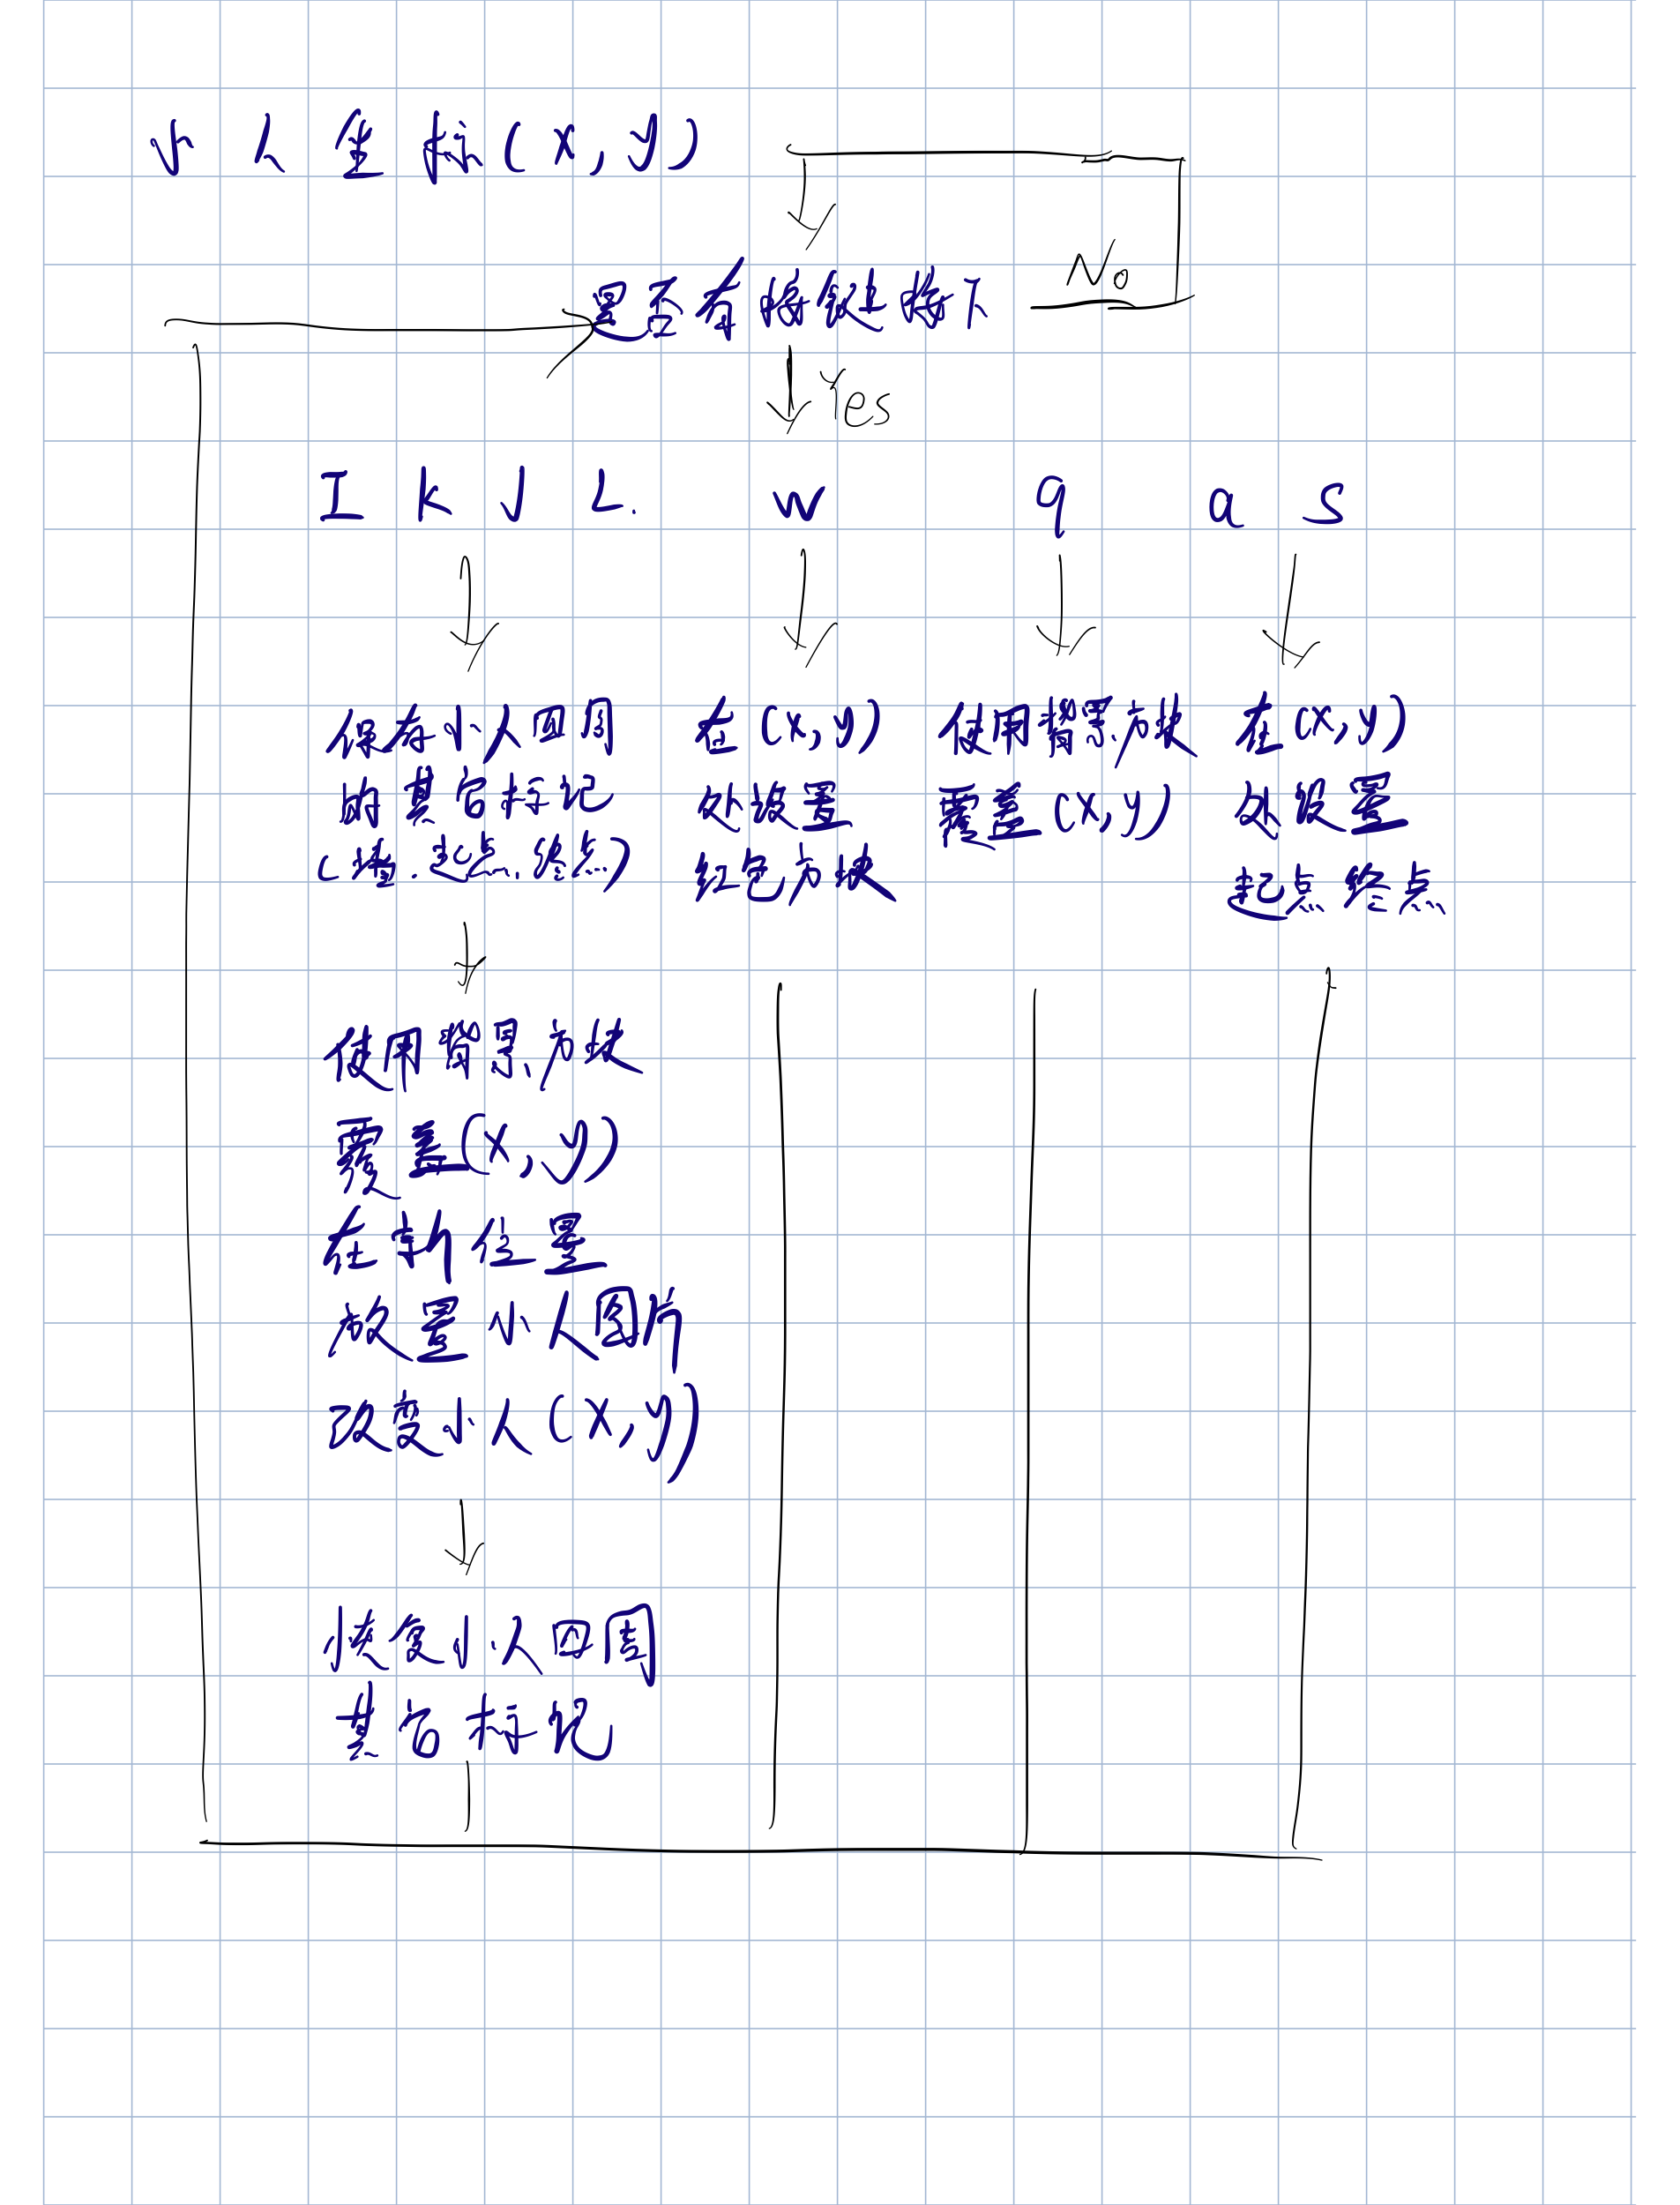 小人坐标(x,y)
No
是否有按键按下
Yes
I k J L. w q a s
保存小人四周
的其它标记
(墙.起点.终点)
在(x,y)
处设置
红色方块
使用背景方块
覆盖(x,y)
在(x,y)
处设置
起点终点
使用背景方块
覆盖(x,y)
在新位置
放置小人图片
改变小人(x,y)
恢复小人四周
其它标记